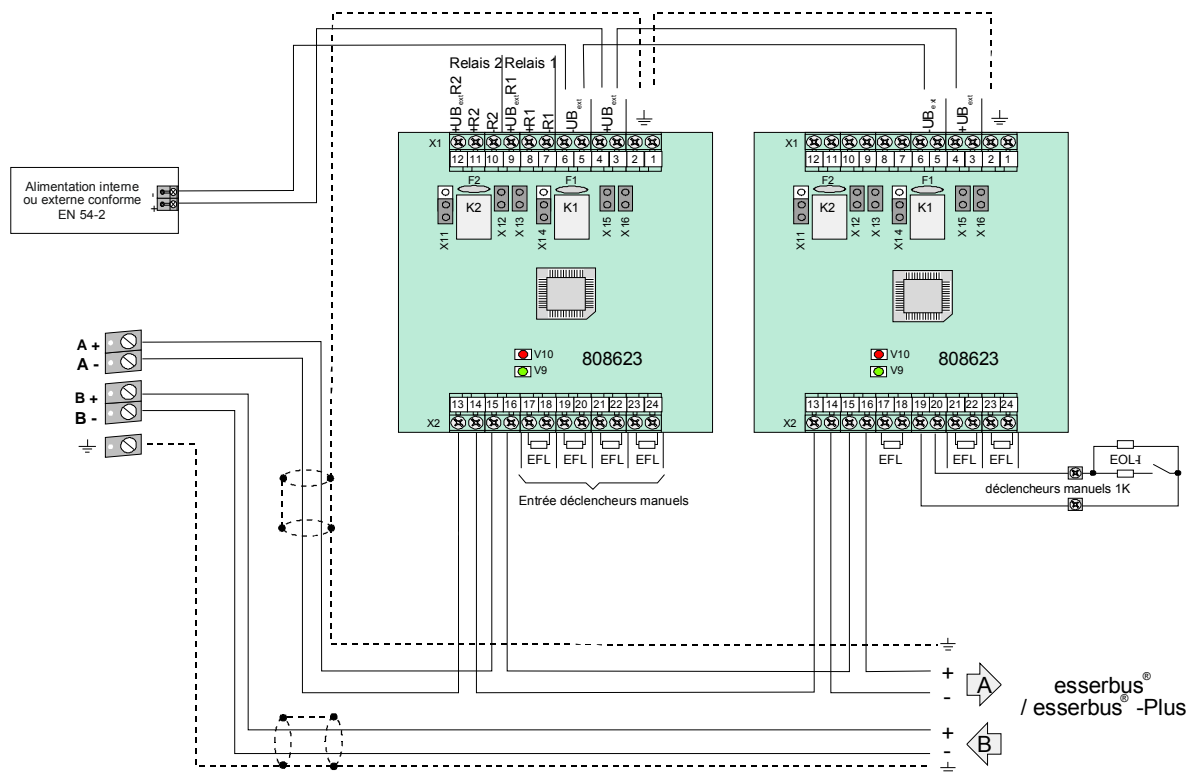 Relais 2 Relais 1
+UBextR2
+R2
-R2
+UBextR1
+R1
-R1
-UBext
+UBext
-UBext
+UBext
X1
12 11 10 9 8 7 6 5 4 3 2 1
X1
12 11 10 9 8 7 6 5 4 3 2 1
Alimentation interne
ou externe conforme
EN 54-2
-
+
F2
F1
K2
K1
X11
X12
X13
X14
X15
X16
F2
F1
K2
K1
X11
X12
X13
X14
X15
X16
V10
V9
808623
V10
V9
808623
A +
A -
B +
B -
13 14 15 16 17 18 19 20 21 22 23 24
X2
EFL EFL EFL EFL
Entrée déclencheurs manuels
13 14 15 16 17 18 19 20 21 22 23 24
X2
EFL EFL EFL
EOL-I
déclencheurs manuels 1K
+
-
A
esserbus®
/ esserbus® -Plus
+
-
B